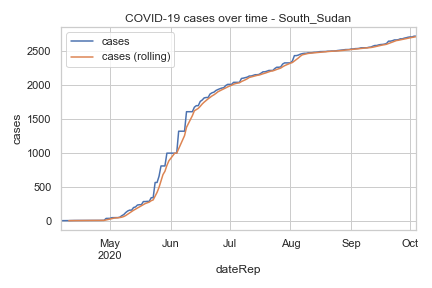 COVID-19 cases over time - South_Sudan
cases
cases (rolling)
2500
2000
1500
1000
500
0
cases
May Jun Jul Aug Sep Oct
2020
dateRep